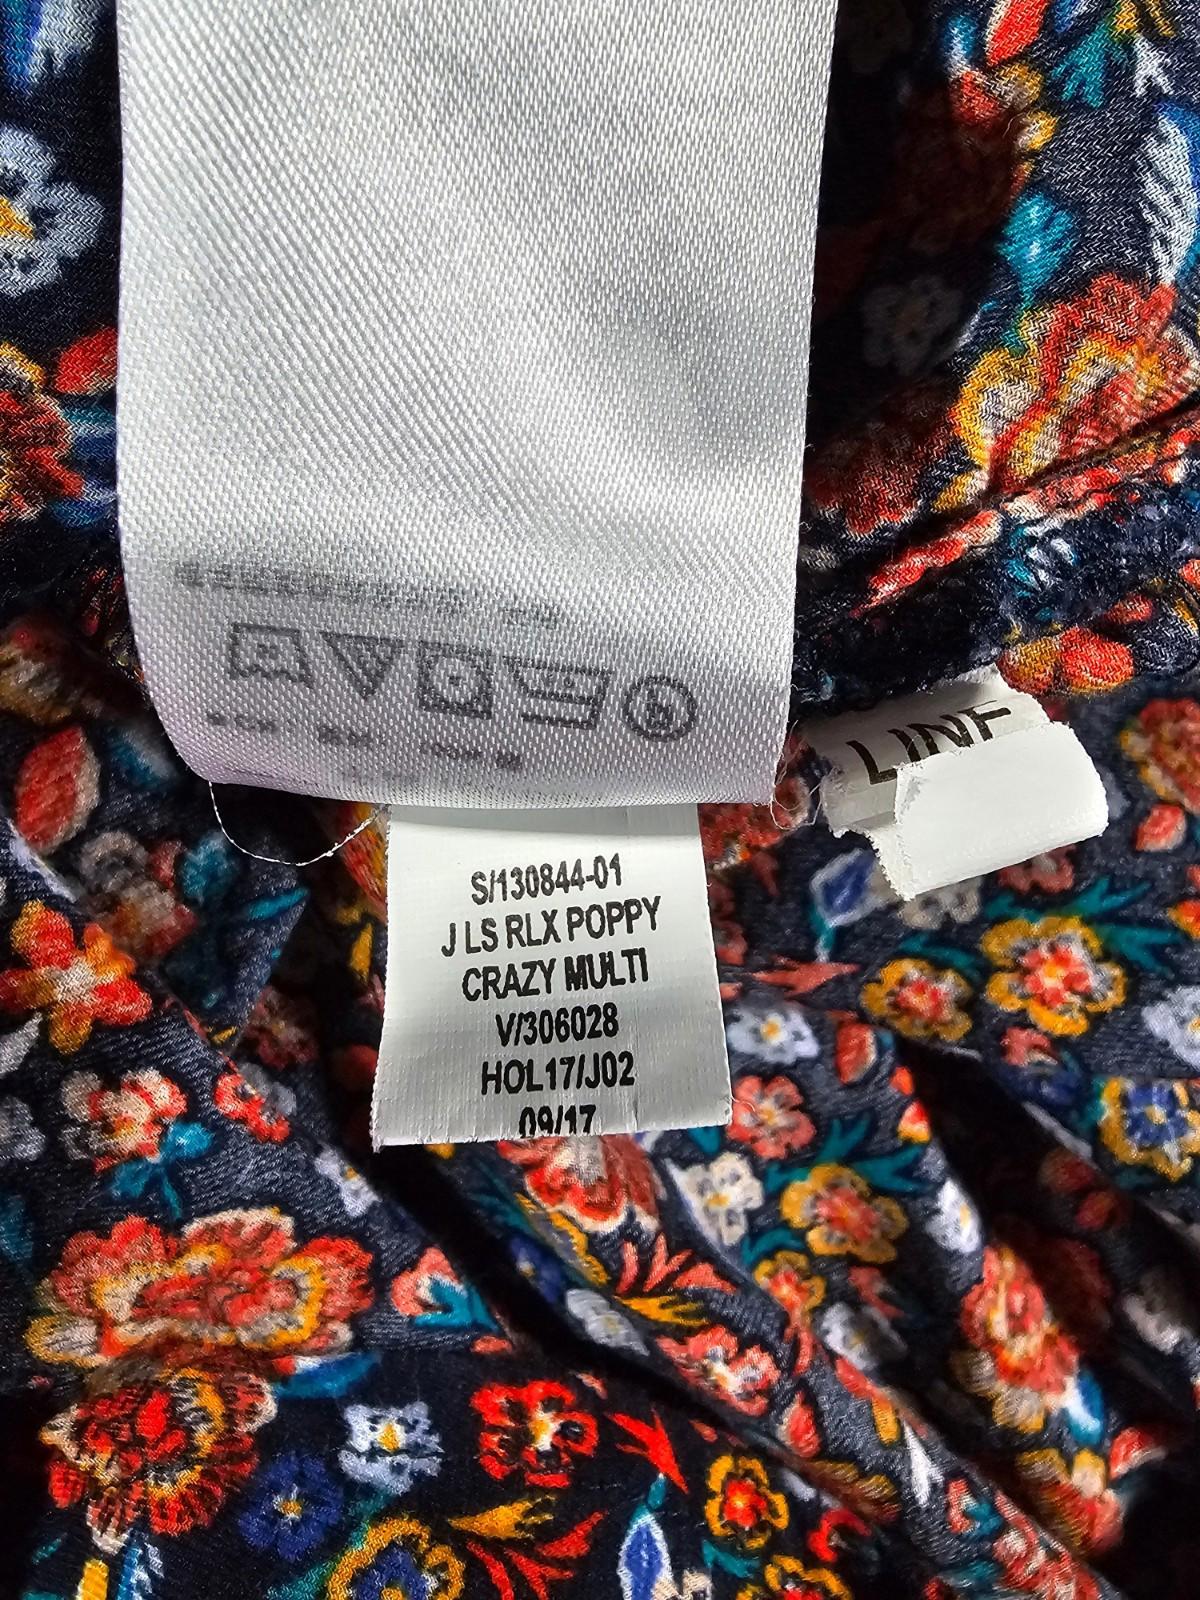 LINE
S/130844-01
J LS RLX POPPY
CRAZY MULTI
V/306028
HOL17/J02
09/17